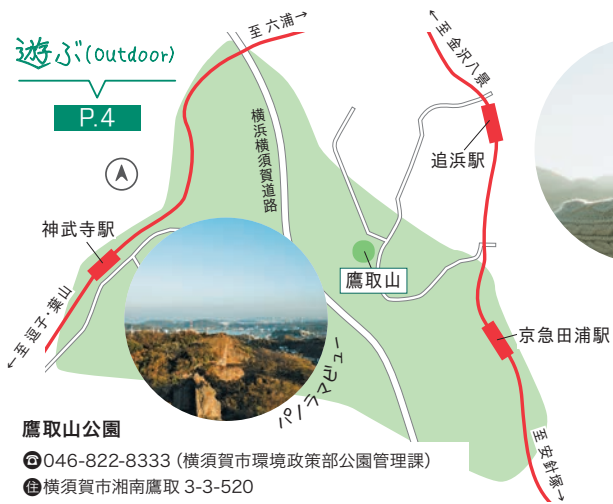 遊ぶ(Outdoor)
P.4
至 六浦→
←至 金沢八景
横浜横須賀道路
追浜駅
神武寺駅
鷹取山
←至 逗子・葉山
パノラマビュー
京急田浦駅
至 安針塚→
鷹取山公園
☎046-822-8333 (横須賀市環境政策部公園管理課)
住横須賀市湘南鷹取 3-3-520